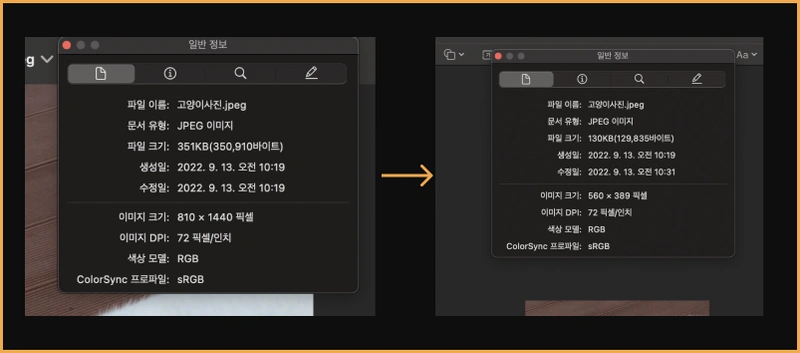 g
일반 정보
파일 이름: 고양이사진.jpeg
문서 유형: JPEG 이미지
파일 크기: 351KB(350,910바이트)
생성일: 2022. 9. 13. 오전 10:19
수정일: 2022. 9. 13. 오전 10:19
이미지 크기: 810 × 1440 픽셀
이미지 DPI: 72 픽셀/인치
색상 모델: RGB
ColorSync 프로파일: sRGB
Aa
일반 정보
파일 이름: 고양이사진.jpeg
문서 유형: JPEG 이미지
파일 크기: 130KB(129,835바이트)
생성일: 2022. 9. 13. 오전 10:19
수정일: 2022. 9. 13. 오전 10:31
이미지 크기: 560 × 389 픽셀
이미지 DPI: 72 픽셀/인치
색상 모델: RGB
ColorSync 프로파일: sRGB